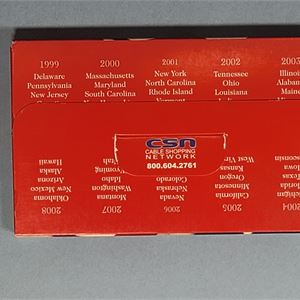 1999 2000 2001 2002 2003
Delaware Massachusetts New York Tennessee Illinois
Pennsylvania Maryland North Carolina Ohio Alabam
New Jersey South Carolina Rhode Island Louisiana Maine
Vermont
csn
CABLE SHOPPING
NETWORK
800.604.2761
2008 2007 2006 2005 2004
Oklahoma Montana Nevada California Michigan
New Mexico Washington Nebraska Minnesota Florida
Arizona Idaho Colorado Oregon Texas
Alaska Wyoming Kansas Iowa
Hawaii Utah West Vir